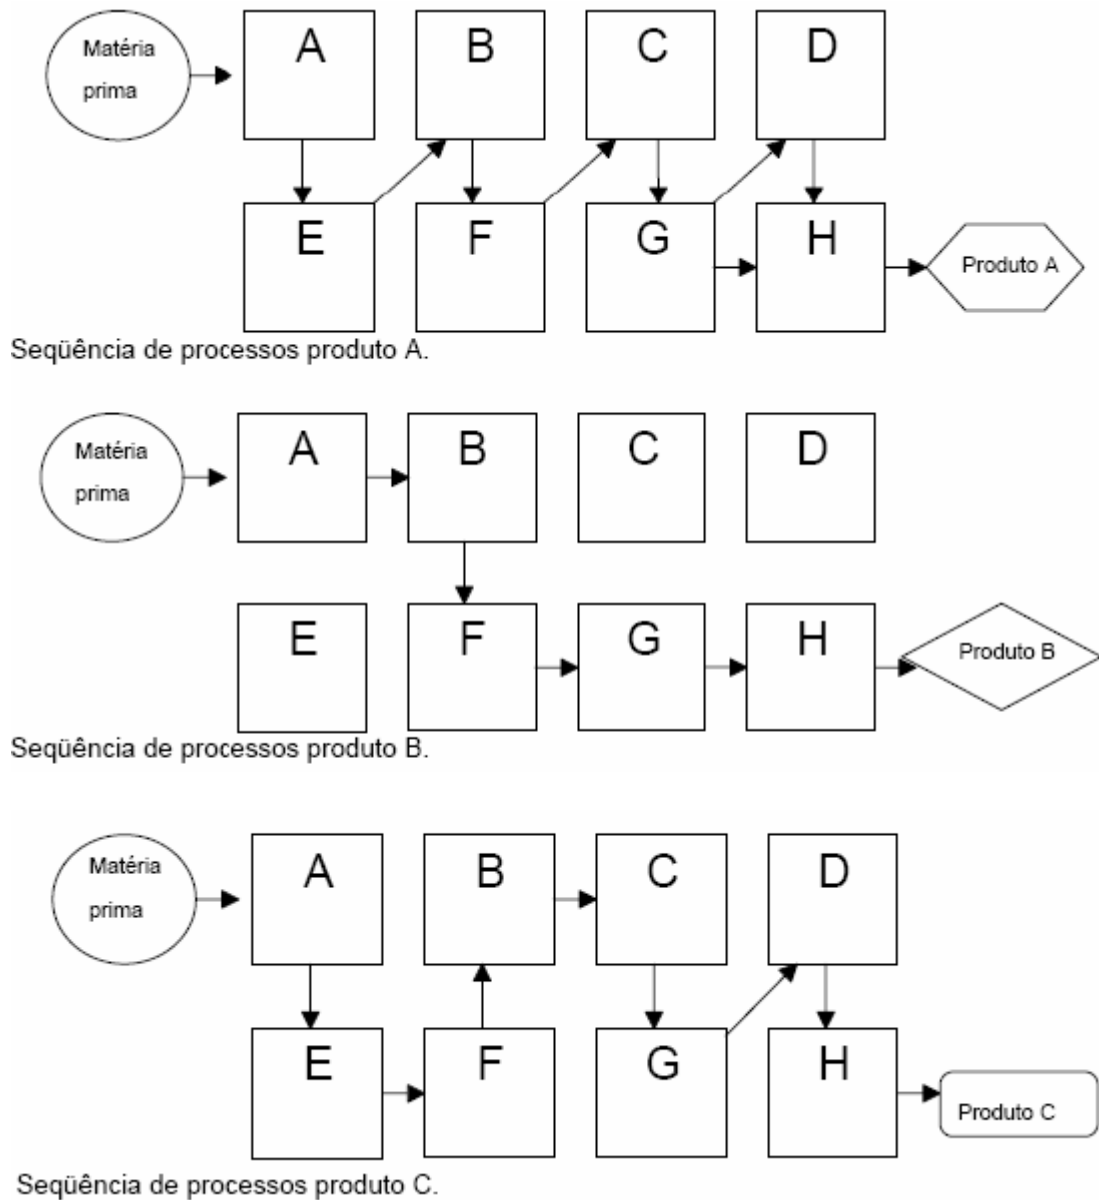 Matéria
prima
A
B
C
D
E
F
G
H
Produto A
Seqüência de processos produto A.
Matéria
prima
A
B
C
D
E
F
G
H
Produto B
Seqüência de processos produto B.
Matéria
prima
A
B
C
D
E
F
G
H
Produto C
Seqüência de processos produto C.